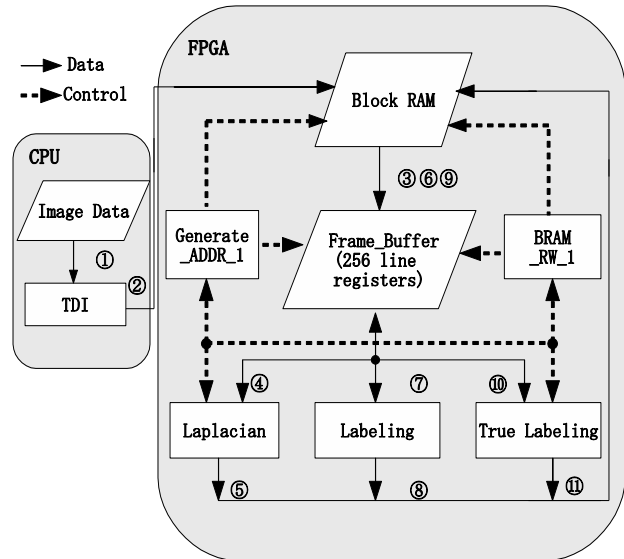 FPGA
Data
Control
Block RAM
CPU
③⑥⑨
Image Data
Generate
_ADDR_1
Frame_Buffer
(256 line
registers)
BRAM
_RW_1
①
②
TDI
④
⑦
⑩
Laplacian
Labeling
True Labeling
⑤
⑧
⑪